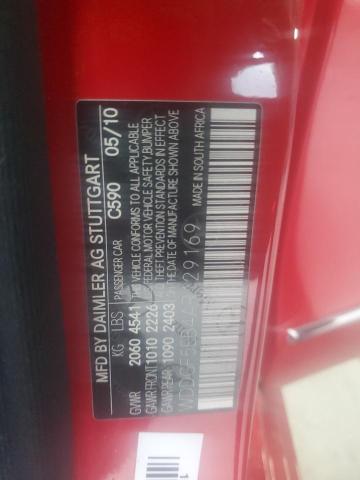 MFD BY DAIMLER AG STUTTGART
PASSENGER CAR C590 05/10
KG LBS
GVWR 2060 4541
GAWR FRONT 1010 2226
GAWR REAR 1090 2403
THIS VEHICLE CONFORMS TO ALL APPLICABLE
FEDERAL MOTOR VEHICLE SAFETY, BUMPER
THEFT PREVENTION STANDARDS IN EFFECT ON THE
DATE OF MANUFACTURE SHOWN ABOVE
MADE IN SOUTH AFRICA